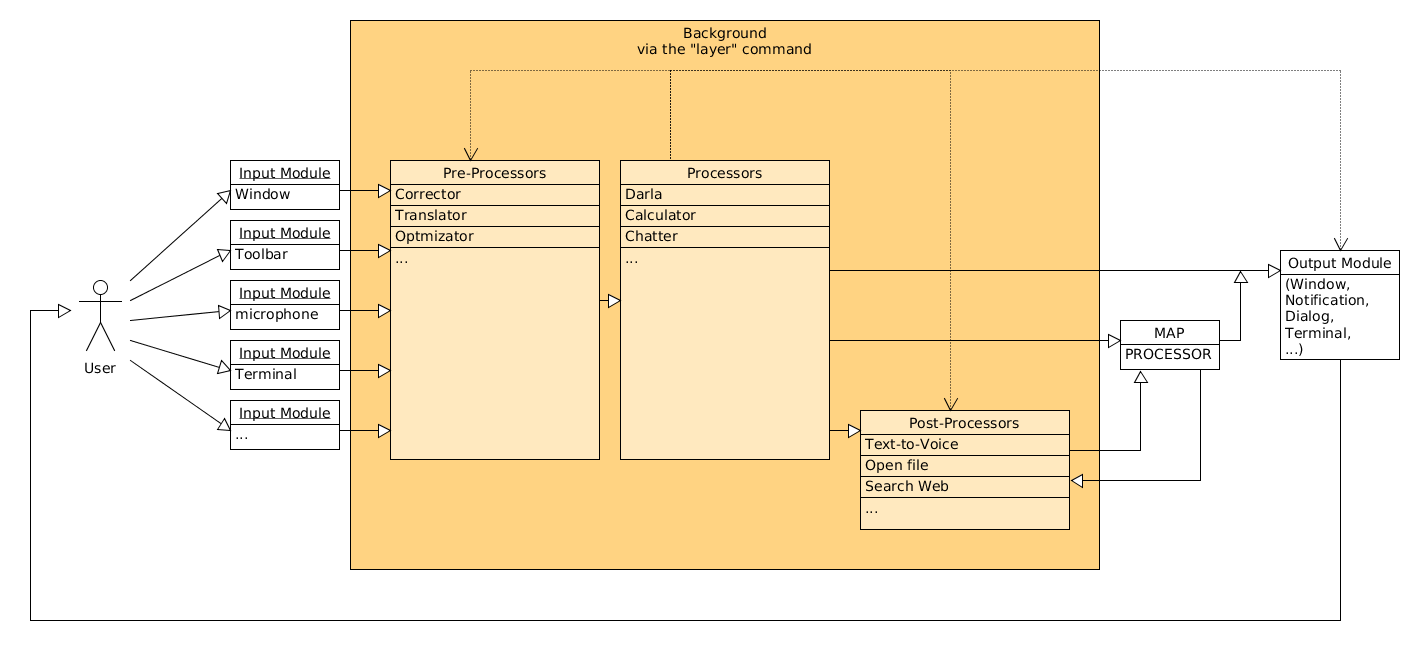 Background
via the "layer" command
Input Module
Window
Input Module
Toolbar
Input Module
microphone
Input Module
Terminal
Input Module
...
User
Pre-Processors
Corrector
Translator
Optmizator
...
Processors
Darla
Calculator
Chatter
...
Post-Processors
Text-to-Voice
Open file
Search Web
...
MAP
PROCESSOR
Output Module
(Window,
Notification,
Dialog,
Terminal,
...)